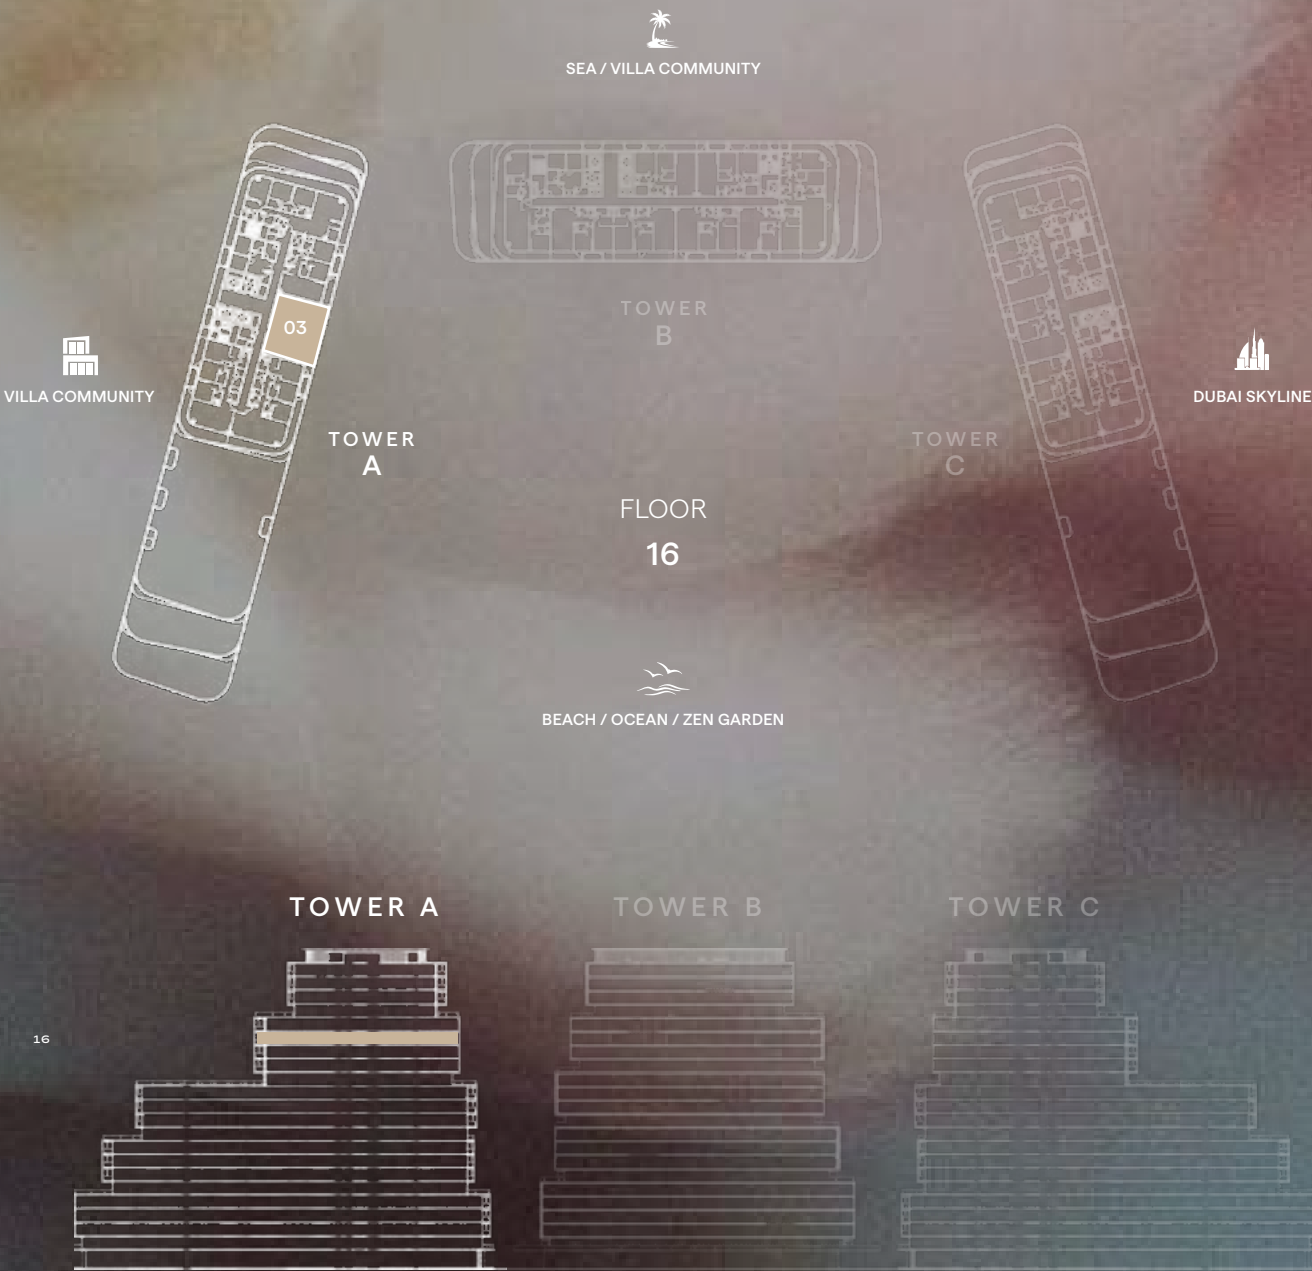 SEA / VILLA COMMUNITY
TOWER
B
03
VILLA COMMUNITY
DUBAI SKYLINE
TOWER
A
TOWER
C
FLOOR
16
BEACH / OCEAN / ZEN GARDEN
TOWER A
TOWER B
TOWER C
16